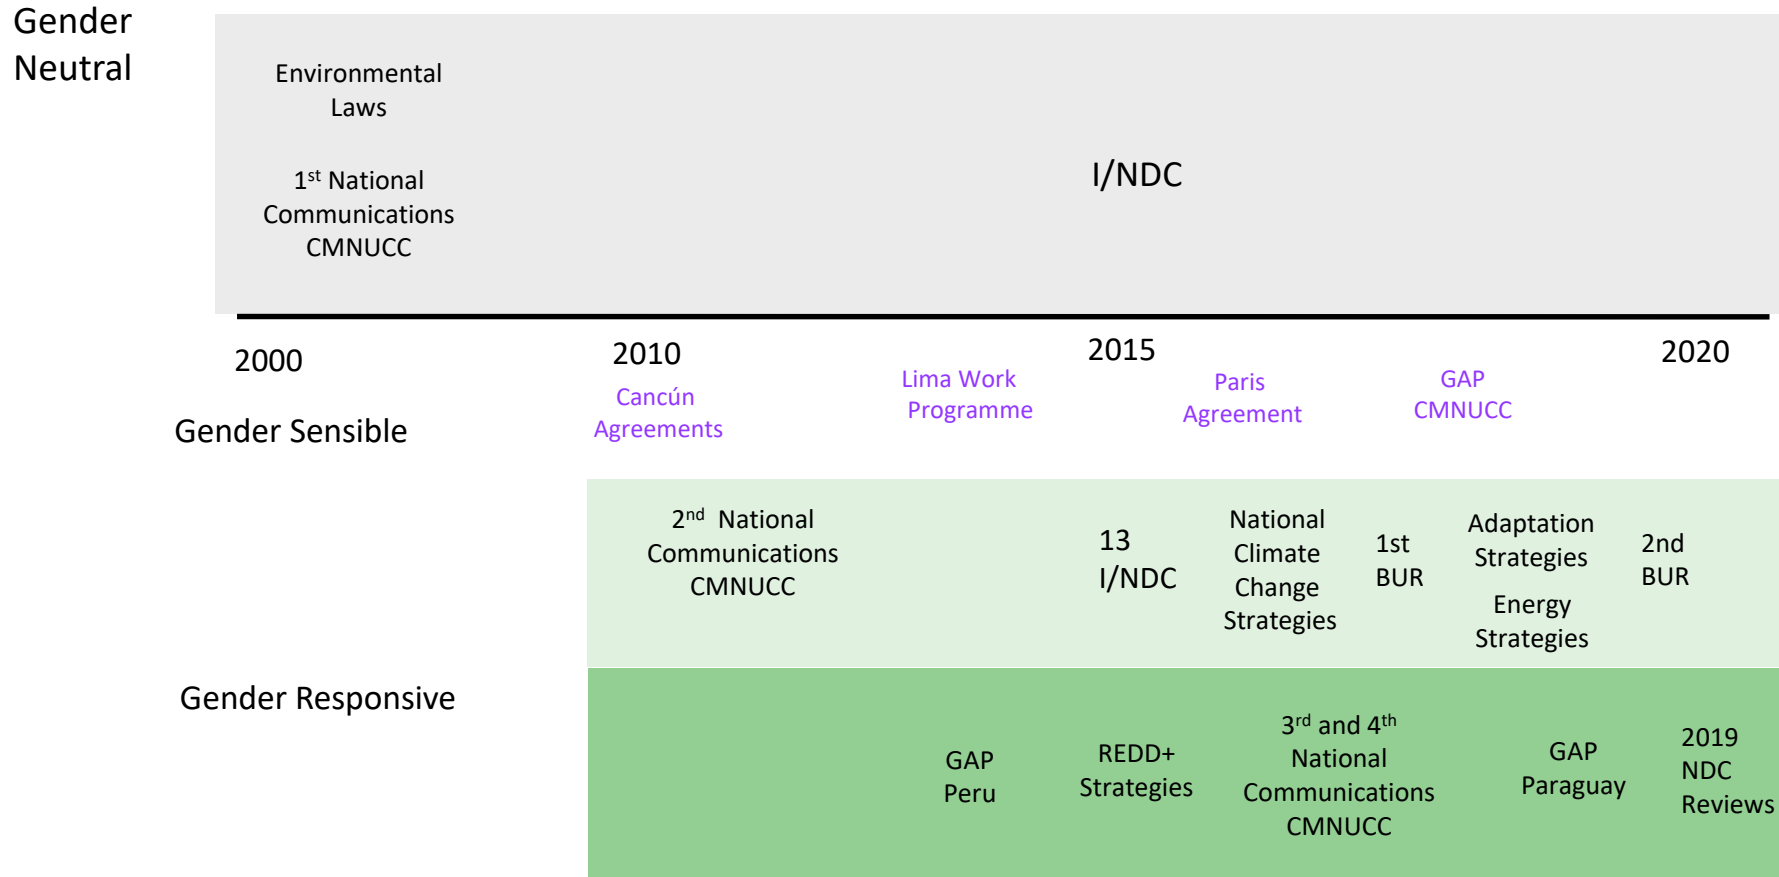 Gender
Neutral
Environmental
Laws
1st National
Communications
CMNUCC
I/NDC
2000
2010
2015
2020
Cancún
Agreements
Lima Work
Programme
Paris
Agreement
GAP
CMNUCC
Gender Sensible
2nd National
Communications
CMNUCC
13
I/NDC
National
Climate
Change
Strategies
1st
BUR
Adaptation
Strategies
Energy
Strategies
2nd
BUR
Gender Responsive
GAP
Peru
REDD+
Strategies
3rd and 4th
National
Communications
CMNUCC
GAP
Paraguay
2019
NDC
Reviews